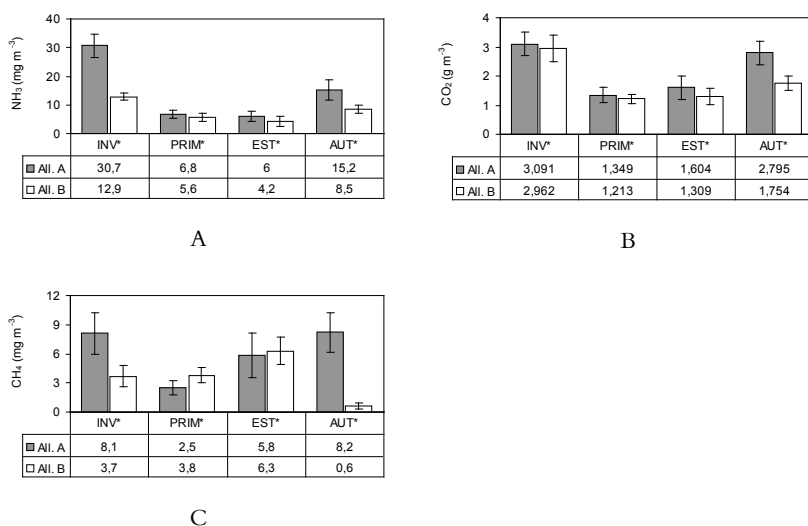 NH₃ (mg m⁻³)
40
30
20
10
0
INV* PRIM* EST* AUT*
All. A 30,7 6,8 6 15,2
All. B 12,9 5,6 4,2 8,5
A
CO₂ (g m⁻³)
4
3
2
1
0
INV* PRIM* EST* AUT*
All. A 3,091 1,349 1,604 2,795
All. B 2,962 1,213 1,309 1,754
B
CH₄ (mg m⁻³)
12
9
6
3
0
INV* PRIM* EST* AUT*
All. A 8,1 2,5 5,8 8,2
All. B 3,7 3,8 6,3 0,6
C